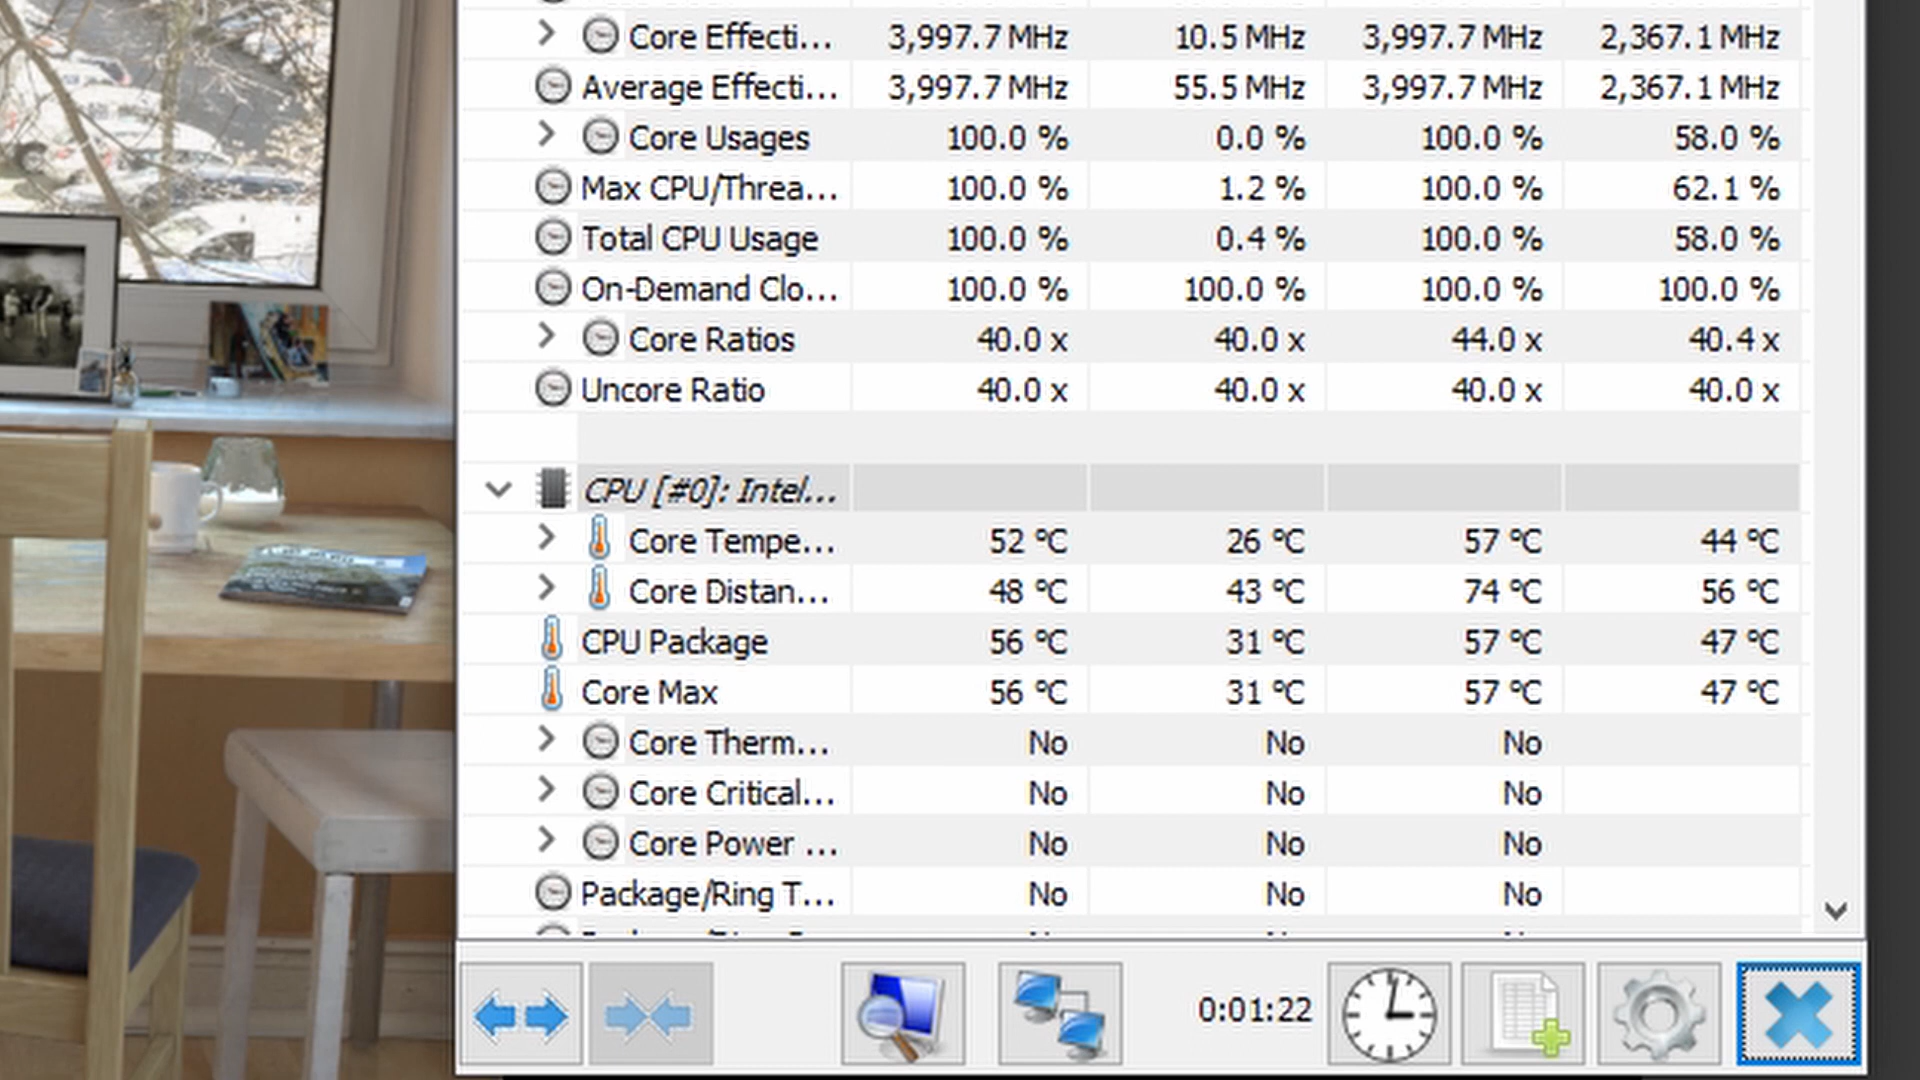 Core Effecti... 3,997.7 MHz 10.5 MHz 3,997.7 MHz 2,367.1 MHz
Average Effecti... 3,997.7 MHz 55.5 MHz 3,997.7 MHz 2,367.1 MHz
Core Usages 100.0 % 0.0 % 100.0 % 58.0 %
Max CPU/Threa... 100.0 % 1.2 % 100.0 % 62.1 %
Total CPU Usage 100.0 % 0.4 % 100.0 % 58.0 %
On-Demand Clo... 100.0 % 100.0 % 100.0 % 100.0 %
Core Ratios 40.0 x 40.0 x 44.0 x 40.4 x
Uncore Ratio 40.0 x 40.0 x 40.0 x 40.0 x
CPU [#0]: Intel...
Core Tempe... 52 °C 26 °C 57 °C 44 °C
Core Distan... 48 °C 43 °C 74 °C 56 °C
CPU Package 56 °C 31 °C 57 °C 47 °C
Core Max 56 °C 31 °C 57 °C 47 °C
Core Therm... No No No
Core Critical... No No No
Core Power ... No No No
Package/Ring T... No No No
0:01:22